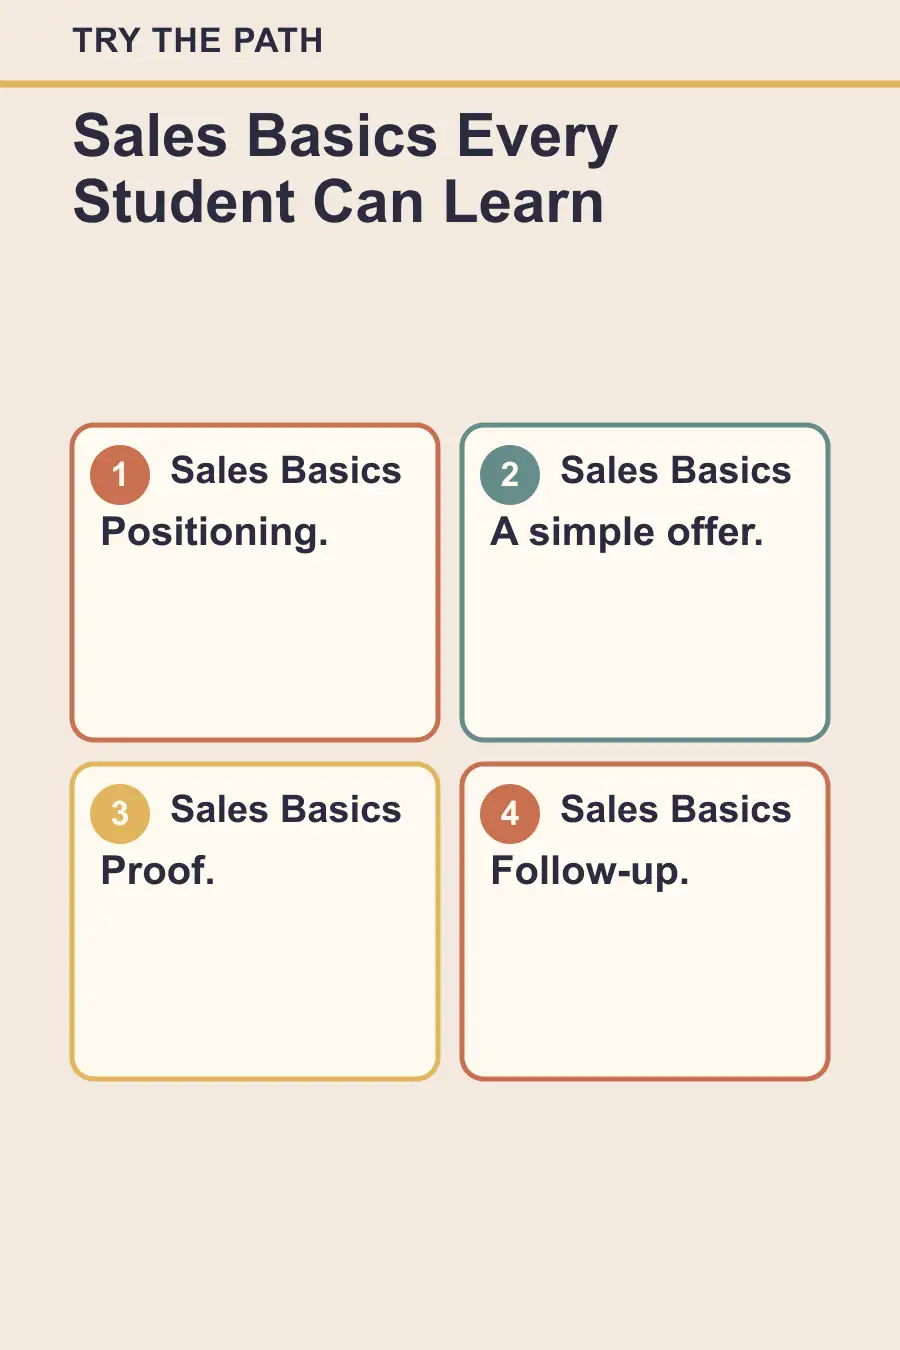 TRY THE PATH
Sales Basics Every
Student Can Learn
1 Sales Basics
Positioning.
2 Sales Basics
A simple offer.
3 Sales Basics
Proof.
4 Sales Basics
Follow-up.